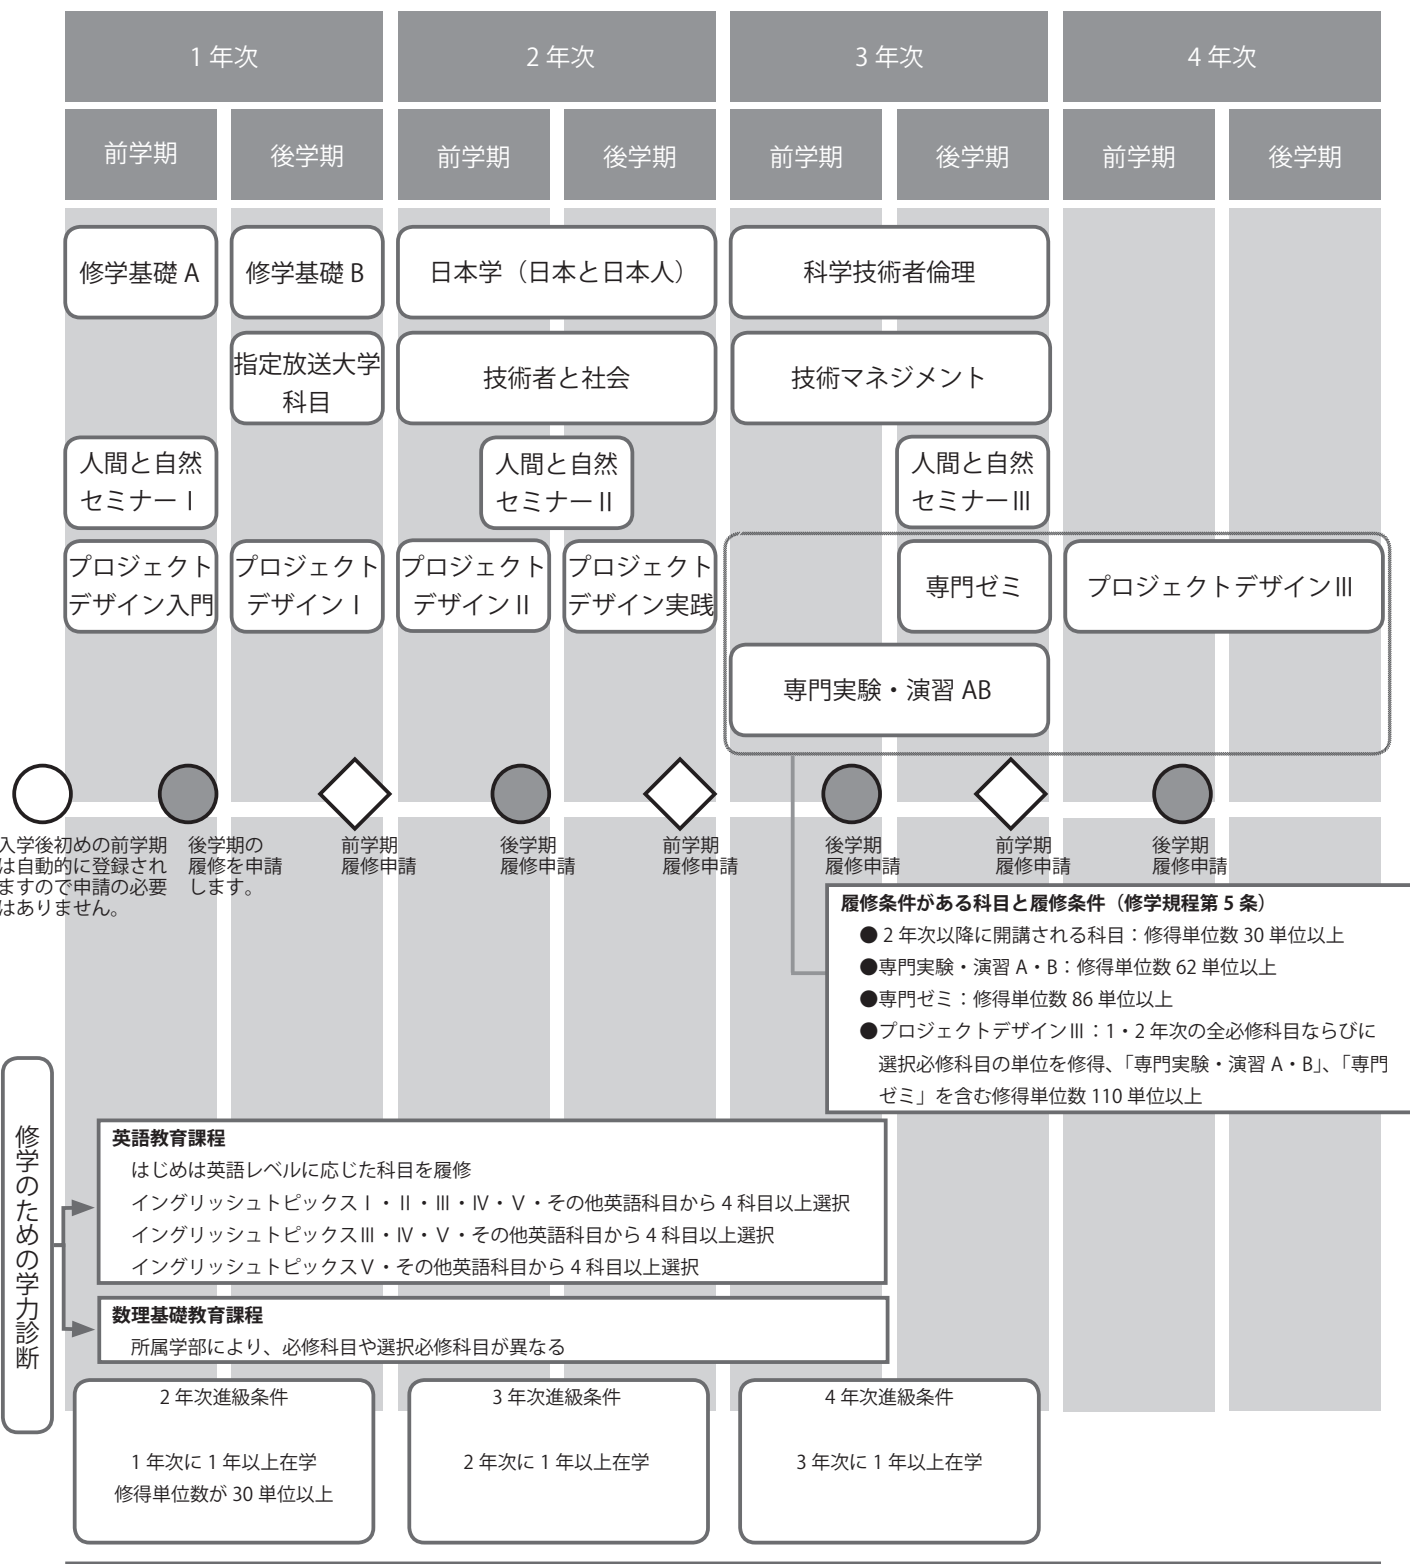 1 年次
2 年次
3 年次
4 年次
前学期
後学期
前学期
後学期
前学期
後学期
前学期
後学期
修学基礎 A
修学基礎 B
日本学（日本と日本人）
科学技術者倫理
指定放送大学
科目
技術者と社会
技術マネジメント
人間と自然
セミナーⅠ
人間と自然
セミナーⅡ
人間と自然
セミナーⅢ
プロジェクト
デザイン入門
プロジェクト
デザインⅠ
プロジェクト
デザインⅡ
プロジェクト
デザイン実践
専門ゼミ
プロジェクトデザインⅢ
専門実験・演習 AB
入学後初めの前学期
は自動的に登録され
ますので申請の必要
はありません。
後学期の
履修を申請
します。
前学期
履修申請
後学期
履修申請
前学期
履修申請
後学期
履修申請
前学期
履修申請
後学期
履修申請
履修条件がある科目と履修条件（修学規程第 5 条）
● 2 年次以降に開講される科目：修得単位数 30 単位以上
●専門実験・演習 A・B：修得単位数 62 単位以上
●専門ゼミ：修得単位数 86 単位以上
●プロジェクトデザインⅢ：1・2 年次の全必修科目ならびに
選択必修科目の単位を修得、「専門実験・演習 A・B」、「専門
ゼミ」を含む修得単位数 110 単位以上
修学のための学力診断
英語教育課程
はじめは英語レベルに応じた科目を履修
イングリッシュトピックスⅠ・Ⅱ・Ⅲ・Ⅳ・Ⅴ・その他英語科目から 4 科目以上選択
イングリッシュトピックスⅢ・Ⅳ・Ⅴ・その他英語科目から 4 科目以上選択
イングリッシュトピックスⅤ・その他英語科目から 4 科目以上選択
数理基礎教育課程
所属学部により、必修科目や選択必修科目が異なる
2 年次進級条件
1 年次に 1 年以上在学
修得単位数が 30 単位以上
3 年次進級条件
2 年次に 1 年以上在学
4 年次進級条件
3 年次に 1 年以上在学